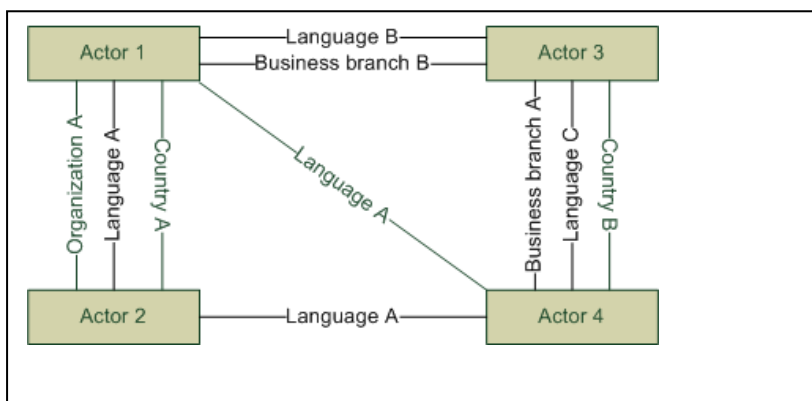 Actor 1
Language B
Actor 3
Business branch B
Organization A
Language A
Country A
Language A
Business branch A
Language C
Country B
Actor 2
Language A
Actor 4